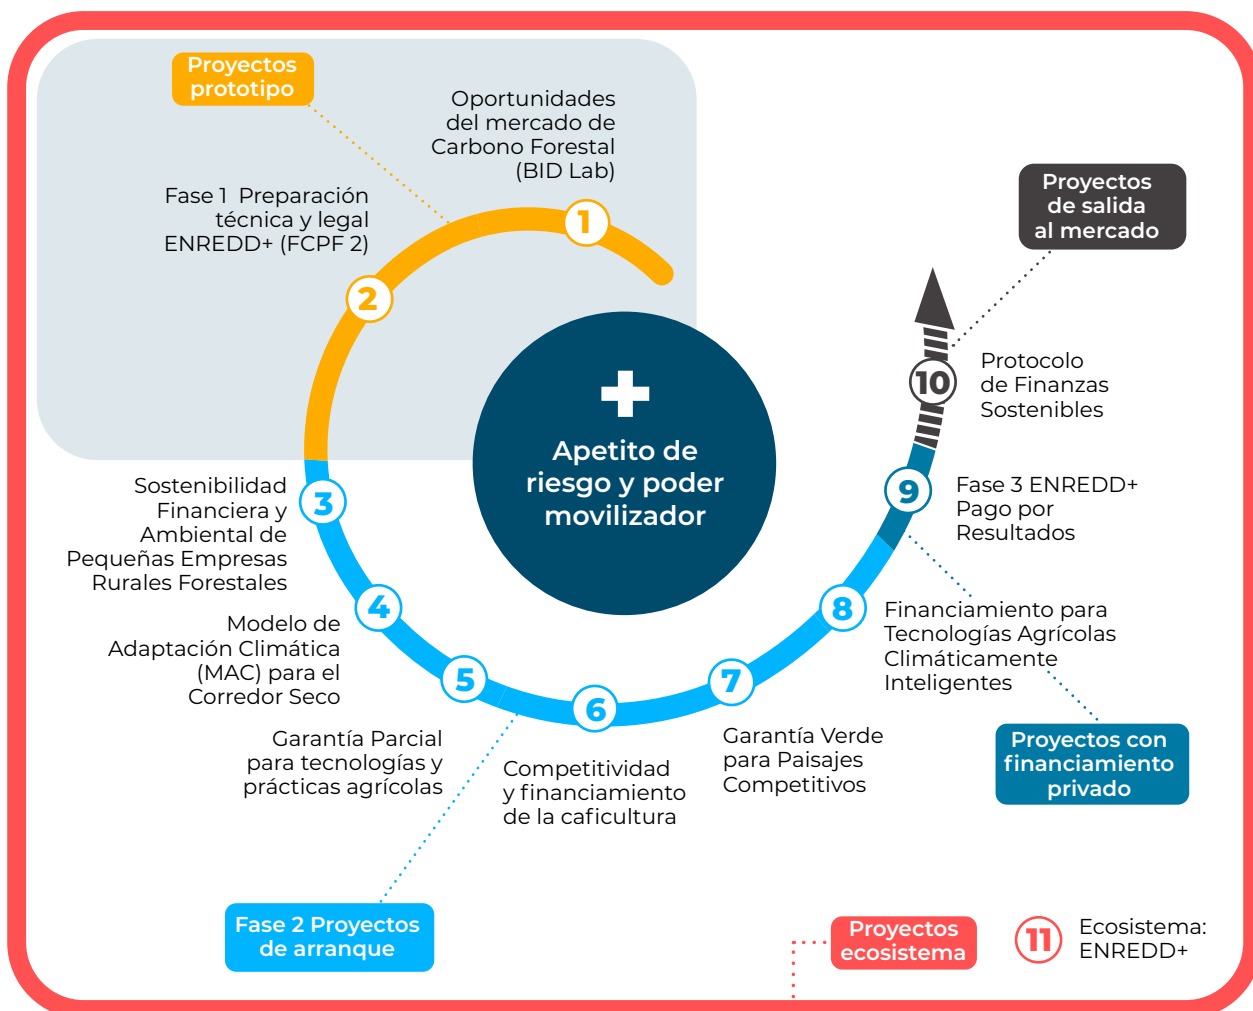 Proyectos
prototipo
Oportunidades
del mercado de
Carbono Forestal
(BID Lab)
1
Fase 1 Preparación
técnica y legal
ENREDD+ (FCPF 2)
2
Sostenibilidad
Financiera y
Ambiental de
Pequeñas Empresas
Rurales Forestales
3
Modelo de
Adaptación Climática
(MAC) para el
Corredor Seco
4
Garantía Parcial
para tecnologías y
prácticas agrícolas
5
Competitividad
y financiamiento
de la caficultura
6
Garantía Verde
para Paisajes
Competitivos
7
Financiamiento para
Tecnologías Agrícolas
Climáticamente
Inteligentes
8
Fase 3 ENREDD+
Pago por
Resultados
9
Protocolo
de Finanzas
Sostenibles
10
Proyectos
de salida
al mercado
+
Apetito de
riesgo y poder
movilizador
Proyectos con
financiamiento
privado
Fase 2 Proyectos
de arranque
Proyectos
ecosistema
11
Ecosistema:
ENREDD+